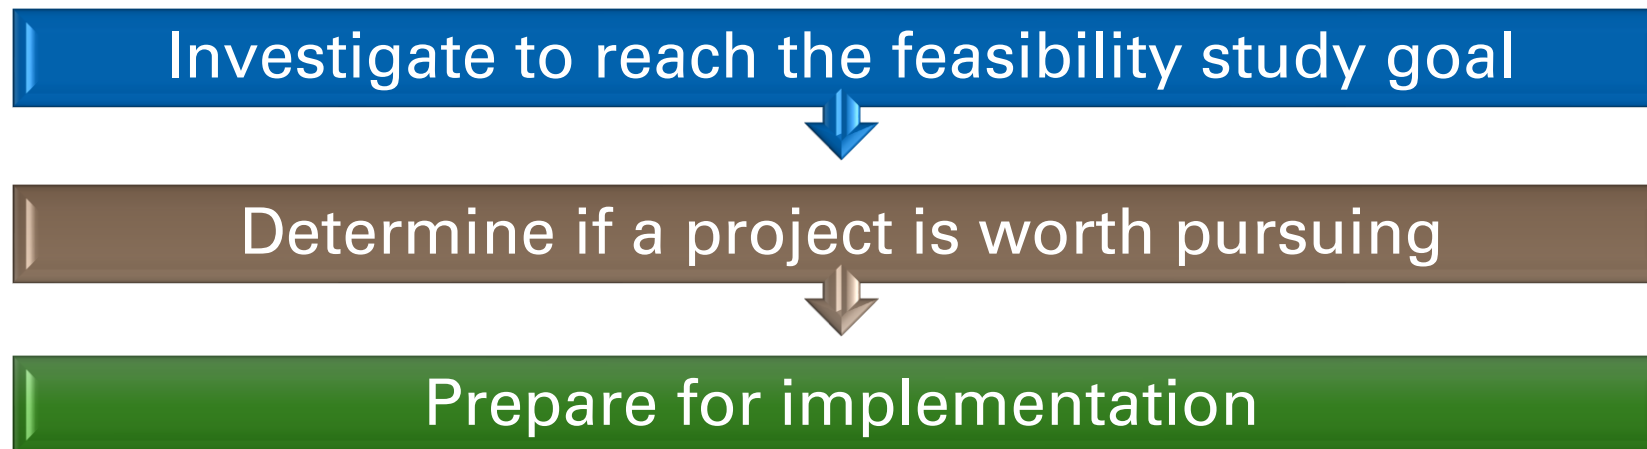 Investigate to reach the feasibility study goal
Determine if a project is worth pursuing
Prepare for implementation